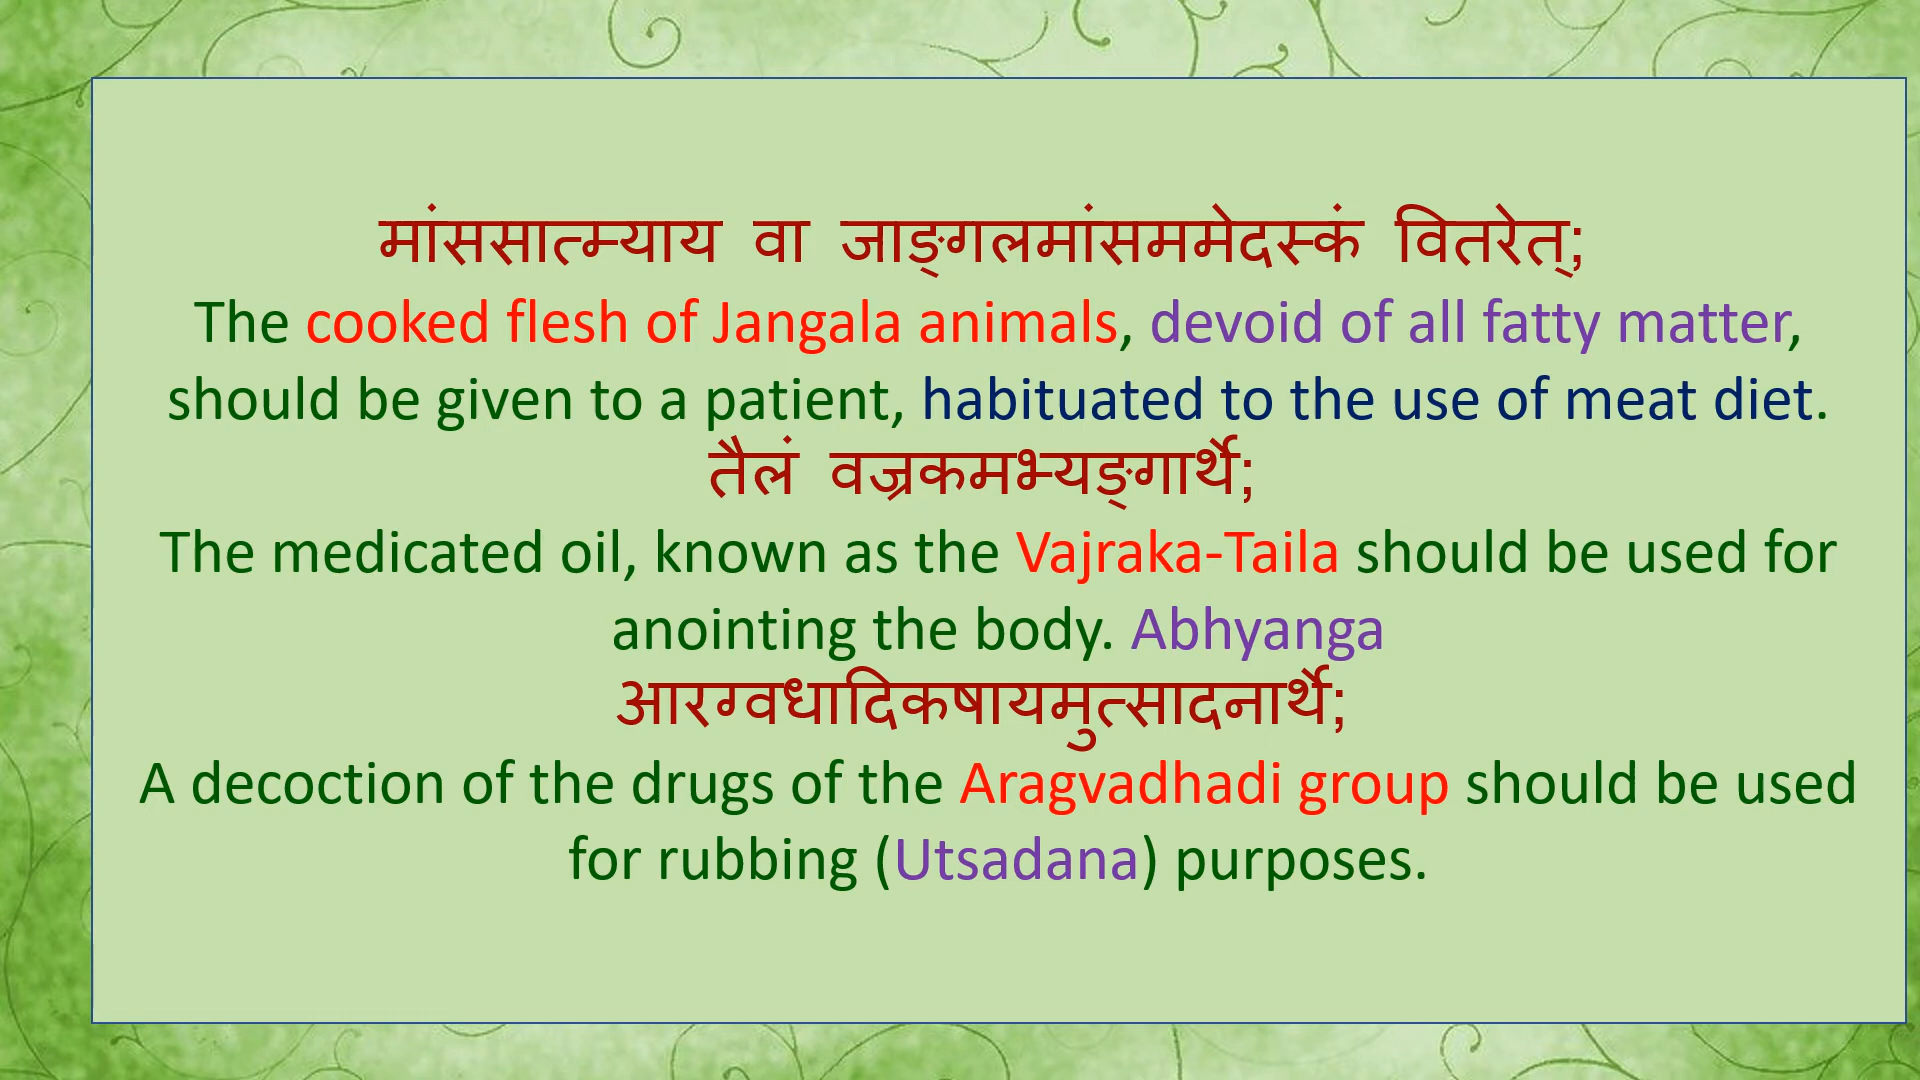 मांससात्म्याय वा जाङ्गलमांसममेदस्कं वितरेत्;
The cooked flesh of Jangala animals, devoid of all fatty matter,
should be given to a patient, habituated to the use of meat diet.
तैलं वज्रकमभ्यङ्गार्थे;
The medicated oil, known as the Vajraka-Taila should be used for
anointing the body. Abhyanga
आरग्वधादिकषायमुत्सादनार्थे;
A decoction of the drugs of the Aragvadhadi group should be used
for rubbing (Utsadana) purposes.